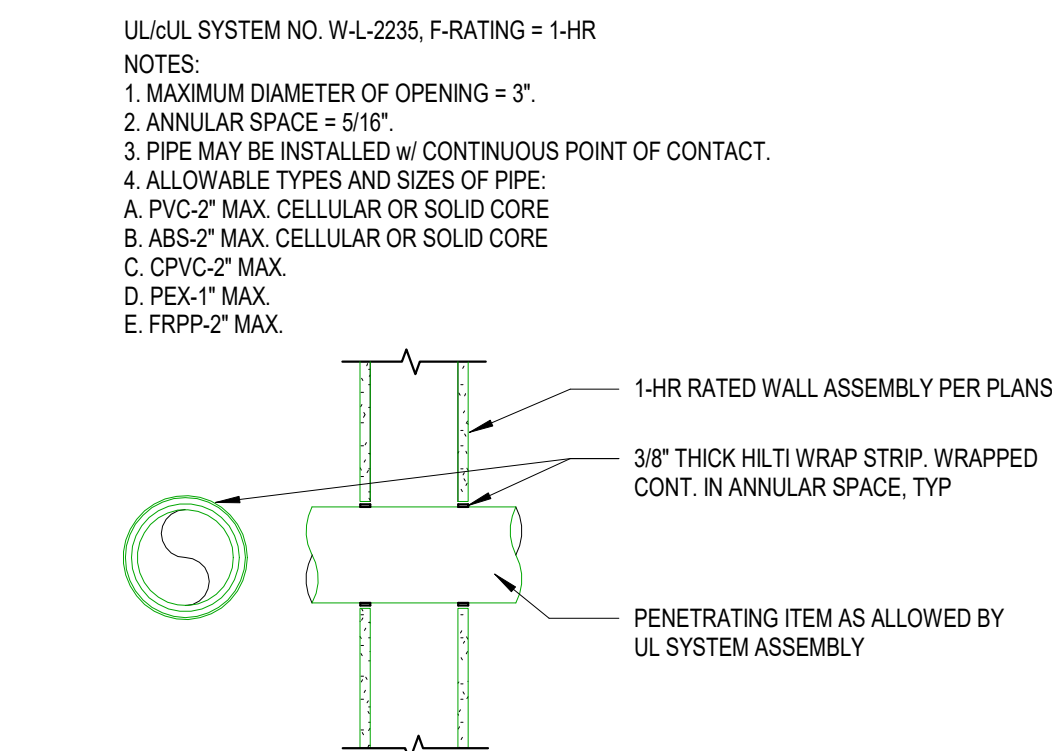 UL/cUL SYSTEM NO. W-L-2235, F-RATING = 1-HR
NOTES:
1. MAXIMUM DIAMETER OF OPENING = 3".
2. ANNULAR SPACE = 5/16".
3. PIPE MAY BE INSTALLED w/ CONTINUOUS POINT OF CONTACT.
4. ALLOWABLE TYPES AND SIZES OF PIPE:
A. PVC-2" MAX. CELLULAR OR SOLID CORE
B. ABS-2" MAX. CELLULAR OR SOLID CORE
C. CPVC-2" MAX.
D. PEX-1" MAX.
E. FRPP-2" MAX.
1-HR RATED WALL ASSEMBLY PER PLANS
3/8" THICK HILTI WRAP STRIP. WRAPPED
CONT. IN ANNULAR SPACE, TYP
PENETRATING ITEM AS ALLOWED BY
UL SYSTEM ASSEMBLY